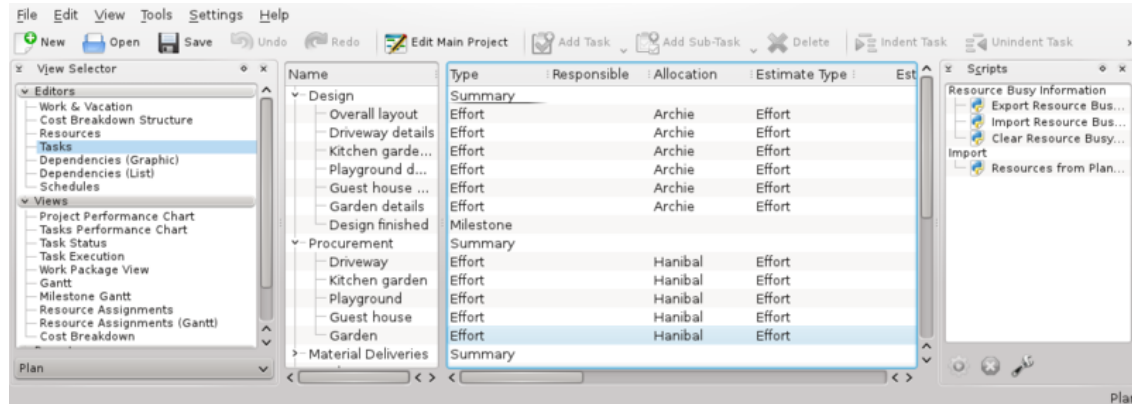 File Edit View Tools Settings Help
New Open Save Undo Redo Edit Main Project Add Task Add Sub-Task Delete Indent Task Unindent Task
View Selector
Editors
Work & Vacation
Cost Breakdown Structure
Resources
Tasks
Dependencies (Graphic)
Dependencies (List)
Schedules
Views
Project Performance Chart
Tasks Performance Chart
Task Status
Task Execution
Work Package View
Gantt
Milestone Gantt
Resource Assignments
Resource Assignments (Gantt)
Cost Breakdown
Plan
Name Type Responsible Allocation Estimate Type Est
Design Summary
Overall layout Effort Archie Effort
Driveway details Effort Archie Effort
Kitchen garde... Effort Archie Effort
Playground d... Effort Archie Effort
Guest house ... Effort Archie Effort
Garden details Effort Archie Effort
Design finished Milestone
Procurement Summary
Driveway Effort Hanibal Effort
Kitchen garden Effort Hanibal Effort
Playground Effort Hanibal Effort
Guest house Effort Hanibal Effort
Garden Effort Hanibal Effort
Material Deliveries Summary
Scripts
Resource Busy Information
Export Resource Bus...
Import Resource Bus...
Clear Resource Busy...
Import
Resources from Plan...
Plan